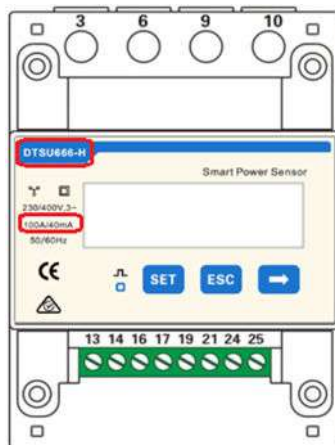 3 6 9 10
DTSU666-H
Smart Power Sensor
230/400V,3~
100A/40mA
50/60Hz
CE
SET ESC
13 14 16 17 19 21 24 25